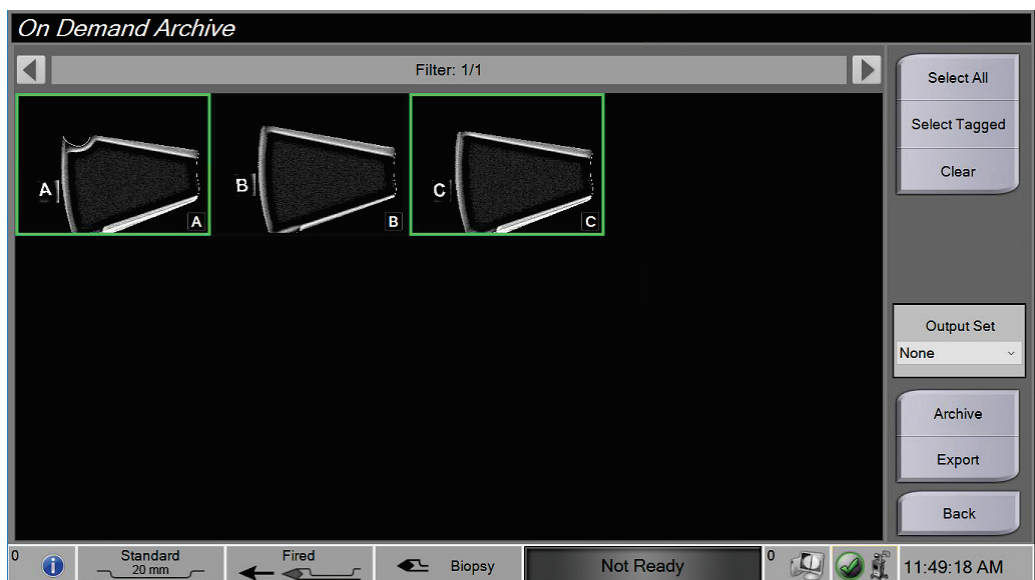 On Demand Archive
Filter: 1/1
A
A
B
B
C
C
Select All
Select Tagged
Clear
Output Set
None
Archive
Export
Back
0
Standard
20 mm
Fired
Biopsy
Not Ready
0
11:49:18 AM